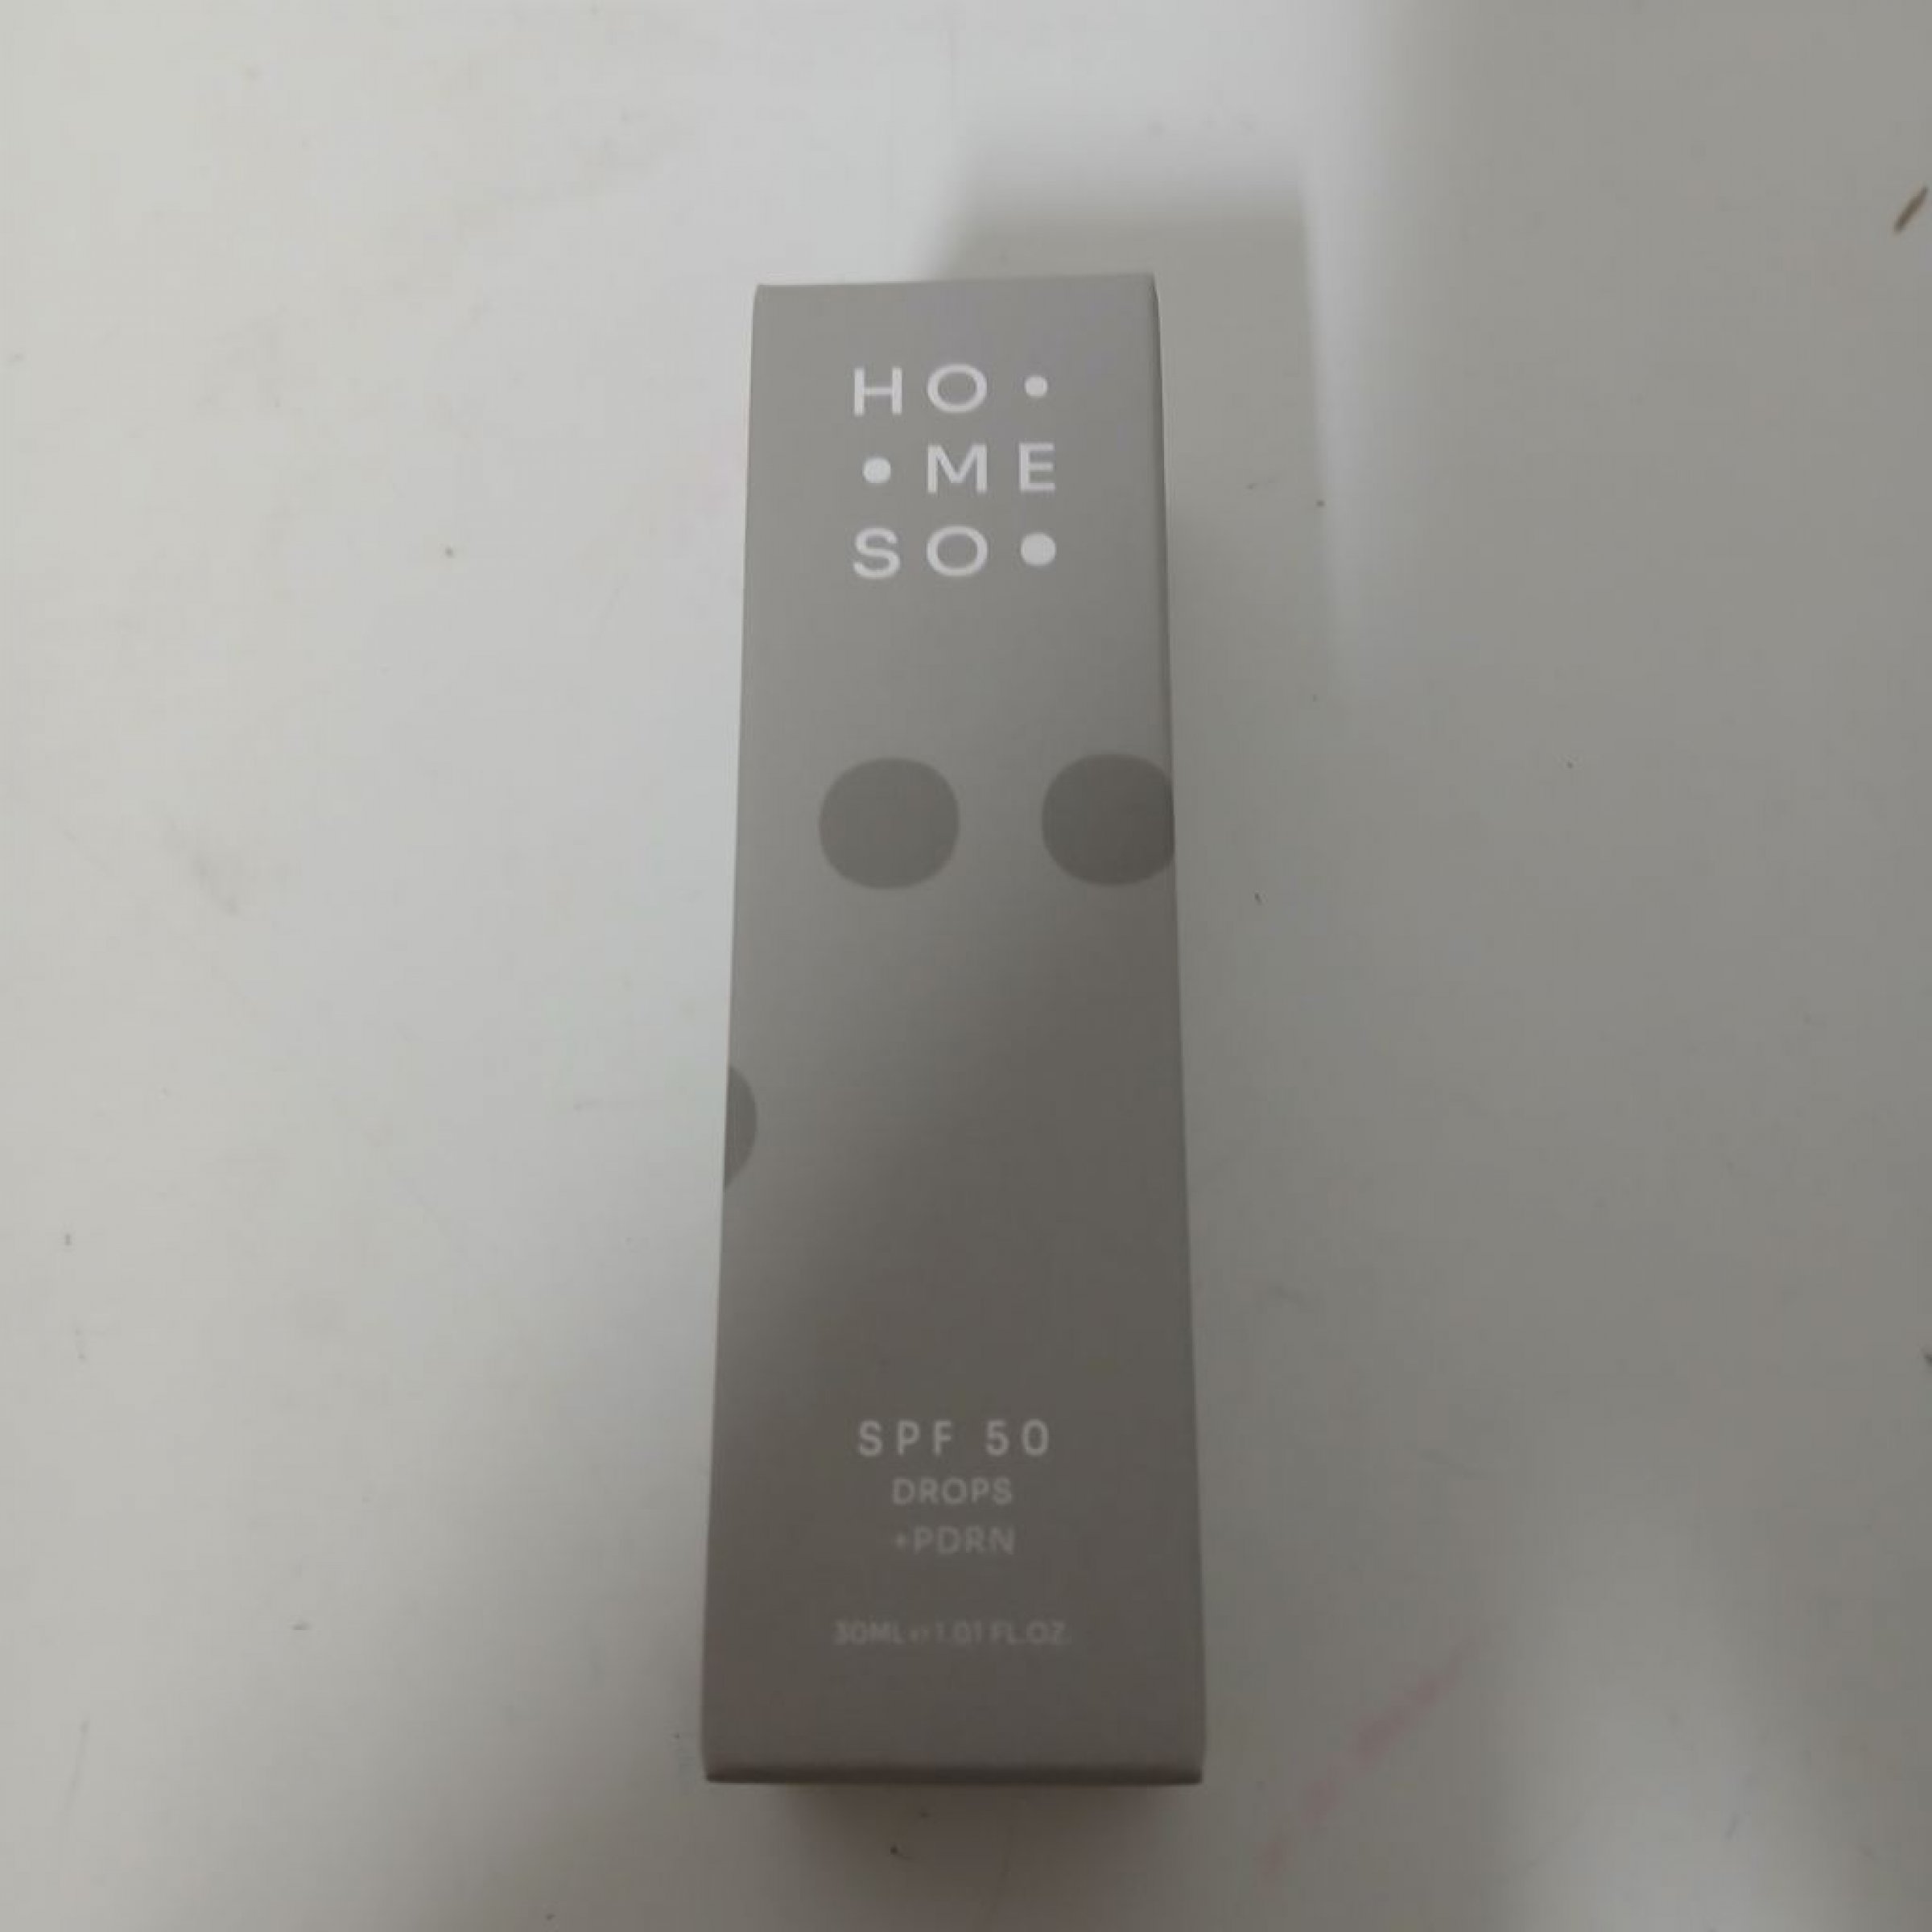 HO•
•ME
SO•
SPF 50
DROPS
+PDRN
30ML 1.01 FL.OZ.